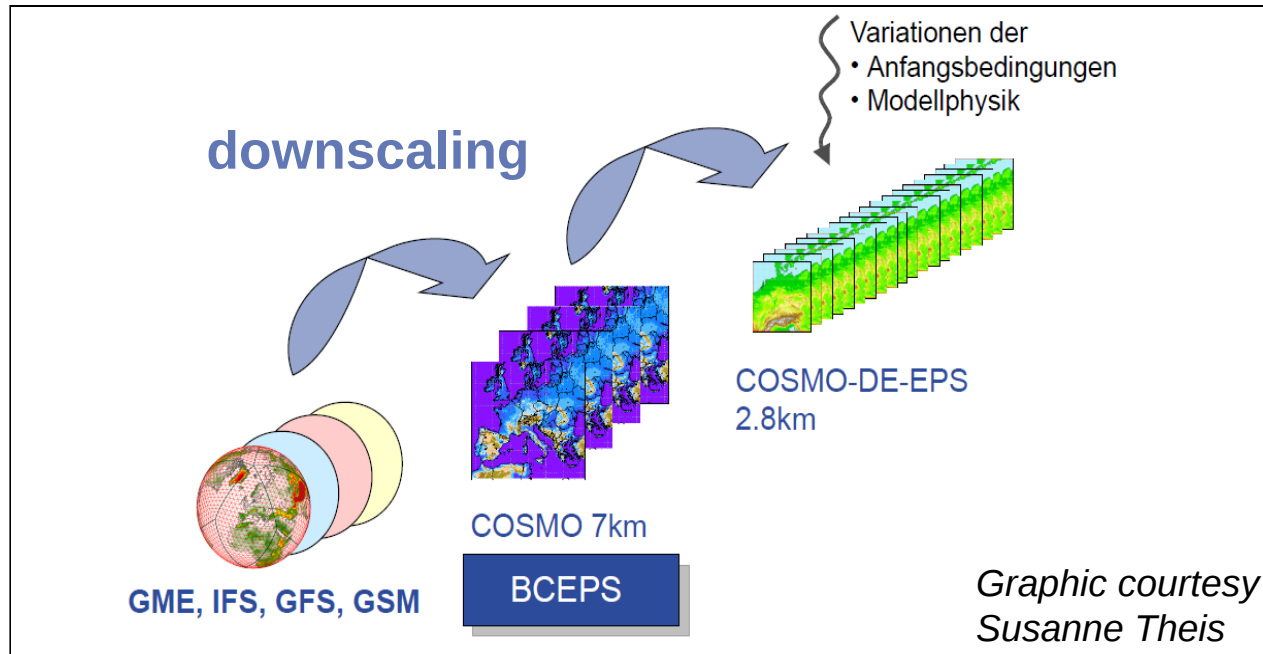 Variationen der
• Anfangsbedingungen
• Modellphysik
downscaling
COSMO-DE-EPS
2.8km
COSMO 7km
BCEPS
GME, IFS, GFS, GSM
Graphic courtesy
Susanne Theis